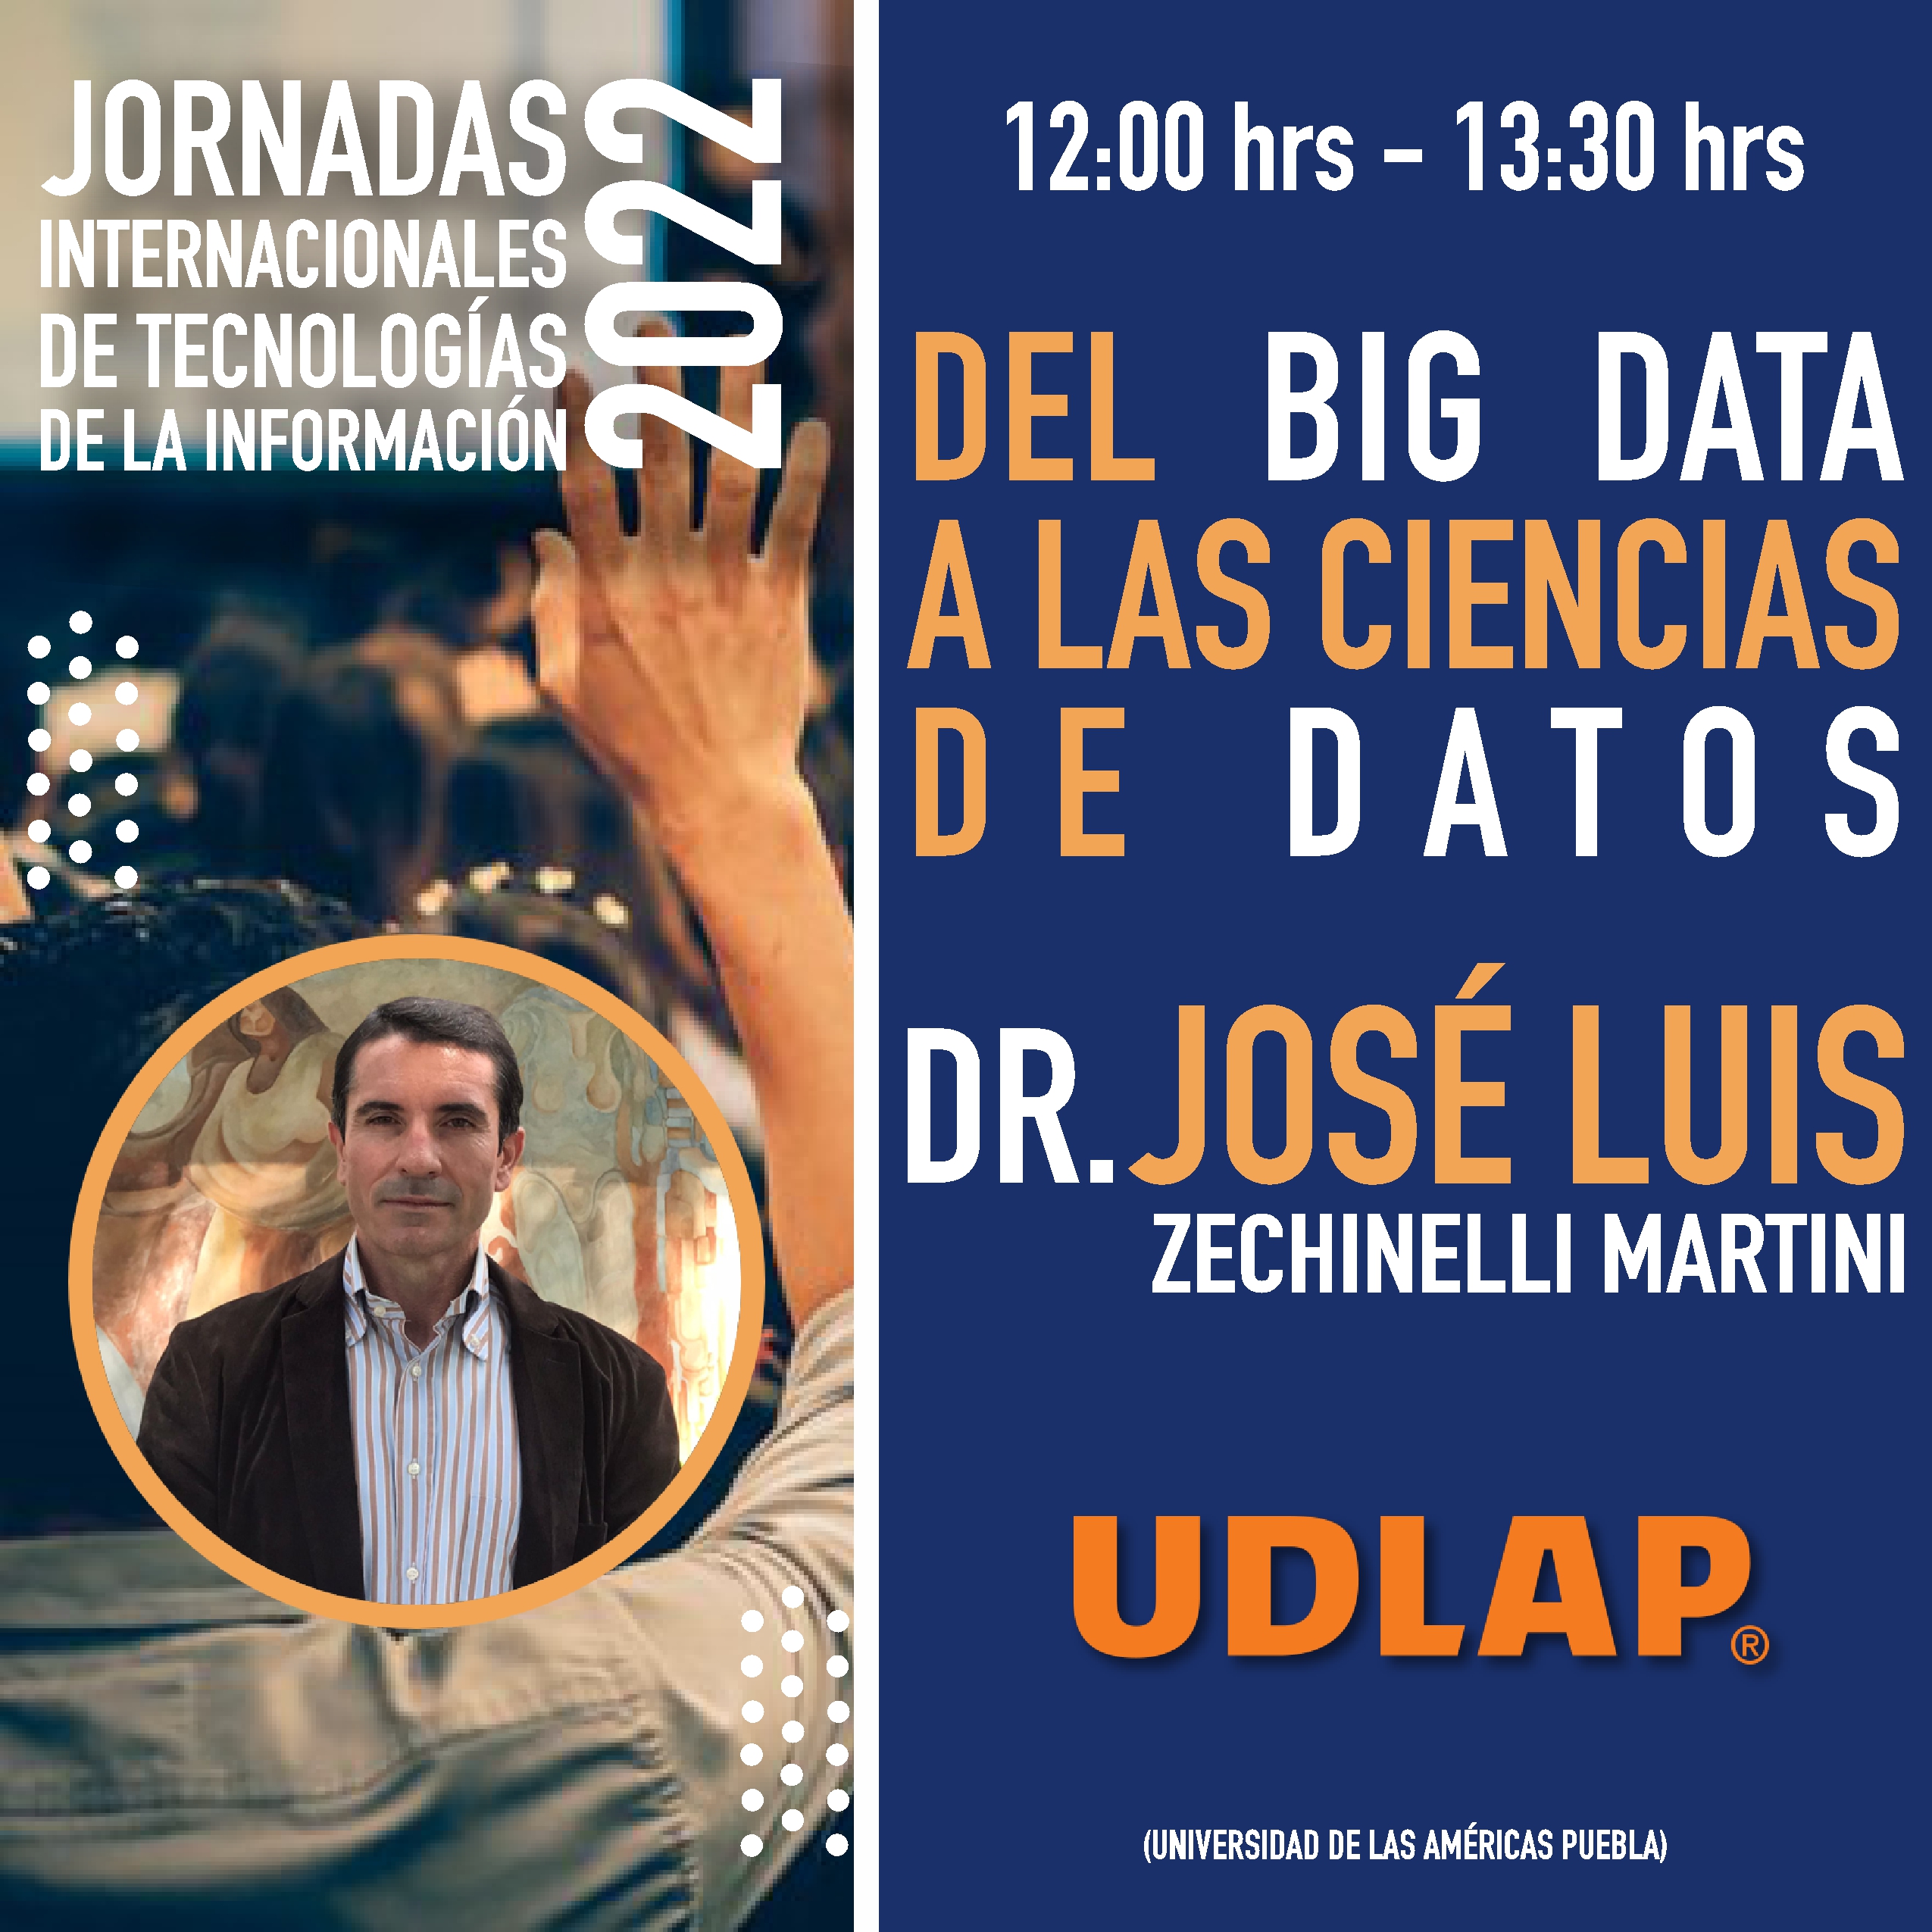 JORNADAS
INTERNACIONALES
DE TECNOLOGÍAS
DE LA INFORMACIÓN
2022
12:00 hrs – 13:30 hrs
DEL BIG DATA
A LAS CIENCIAS
DE DATOS
DR. JOSÉ LUIS
ZECHINELLI MARTINI
UDLAP®
(UNIVERSIDAD DE LAS AMÉRICAS PUEBLA)